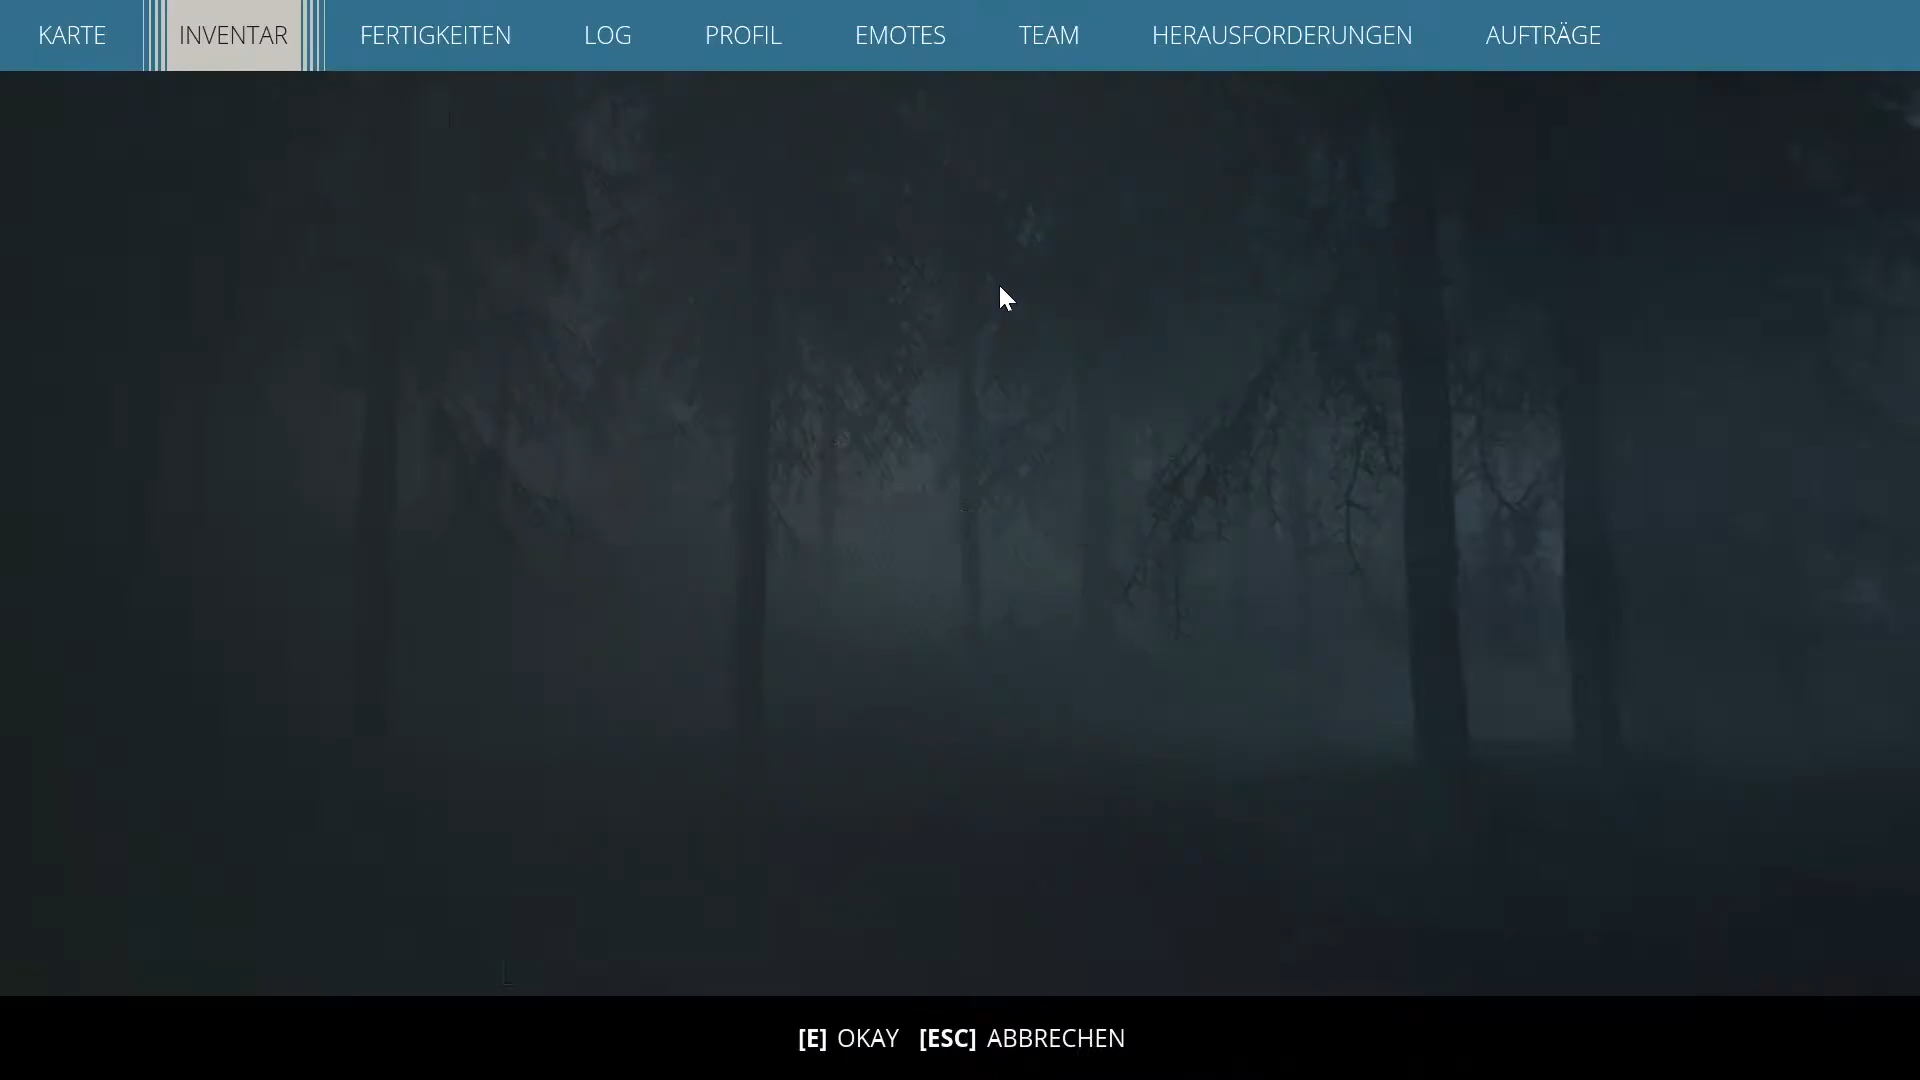 KARTE INVENTAR FERTIGKEITEN LOG PROFIL EMOTES TEAM HERAUSFORDERUNGEN AUFTRÄGE
[E] OKAY [ESC] ABBRECHEN